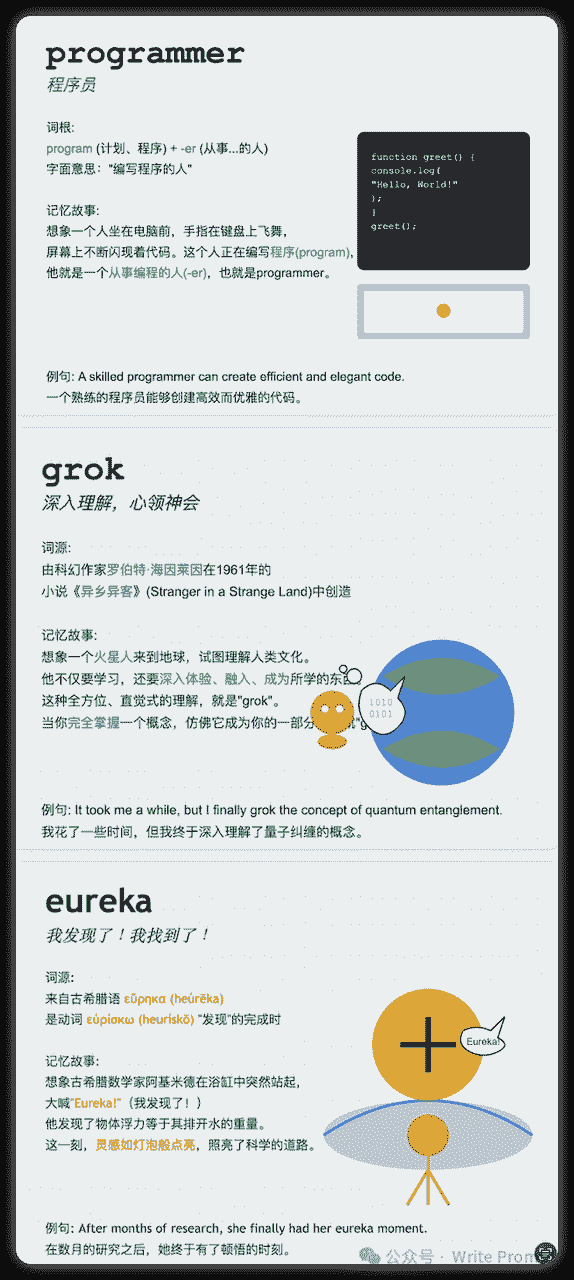 programmer
程序员
词根:
program (计划、程序) + -er (从事...的人)
字面意思："编写程序的人"
记忆故事:
想象一个人坐在电脑前，手指在键盘上飞舞，
屏幕上不断闪现着代码。这个人正在编写程序(program)，
他就是一个从事编程的人(-er)，也就是programmer。
function greet() {
console.log(
"Hello, World!"
);
}
greet();
例句: A skilled programmer can create efficient and elegant code.
一个熟练的程序员能够创建高效而优雅的代码。
grok
深入理解，心领神会
词源:
由科幻作家罗伯特·海因莱因在1961年的
小说《异乡异客》(Stranger in a Strange Land)中创造
记忆故事:
想象一个火星人来到地球，试图理解人类文化。
他不仅要学习，还要深入体验、融入、成为所学的东西。
这种全方位、直觉式的理解，就是"grok"。
当你完全掌握一个概念，仿佛它成为你的一部分
1010
0101
例句: It took me a while, but I finally grok the concept of quantum entanglement.
我花了一些时间，但我终于深入理解了量子纠缠的概念。
eureka
我发现了！我找到了！
词源:
来自古希腊语 εὕρηκα (heúrēka)
是动词 εὑρίσκω (heurískō) "发现"的完成时
记忆故事:
想象古希腊数学家阿基米德在浴缸中突然站起，
大喊"Eureka!"（我发现了！）
他发现了物体浮力等于其排开水的重量。
这一刻，灵感如灯泡般点亮，照亮了科学的道路。
Eureka!
例句: After months of research, she finally had her eureka moment.
在数月的研究之后，她终于有了顿悟的时刻。
公众号 · Write Prom